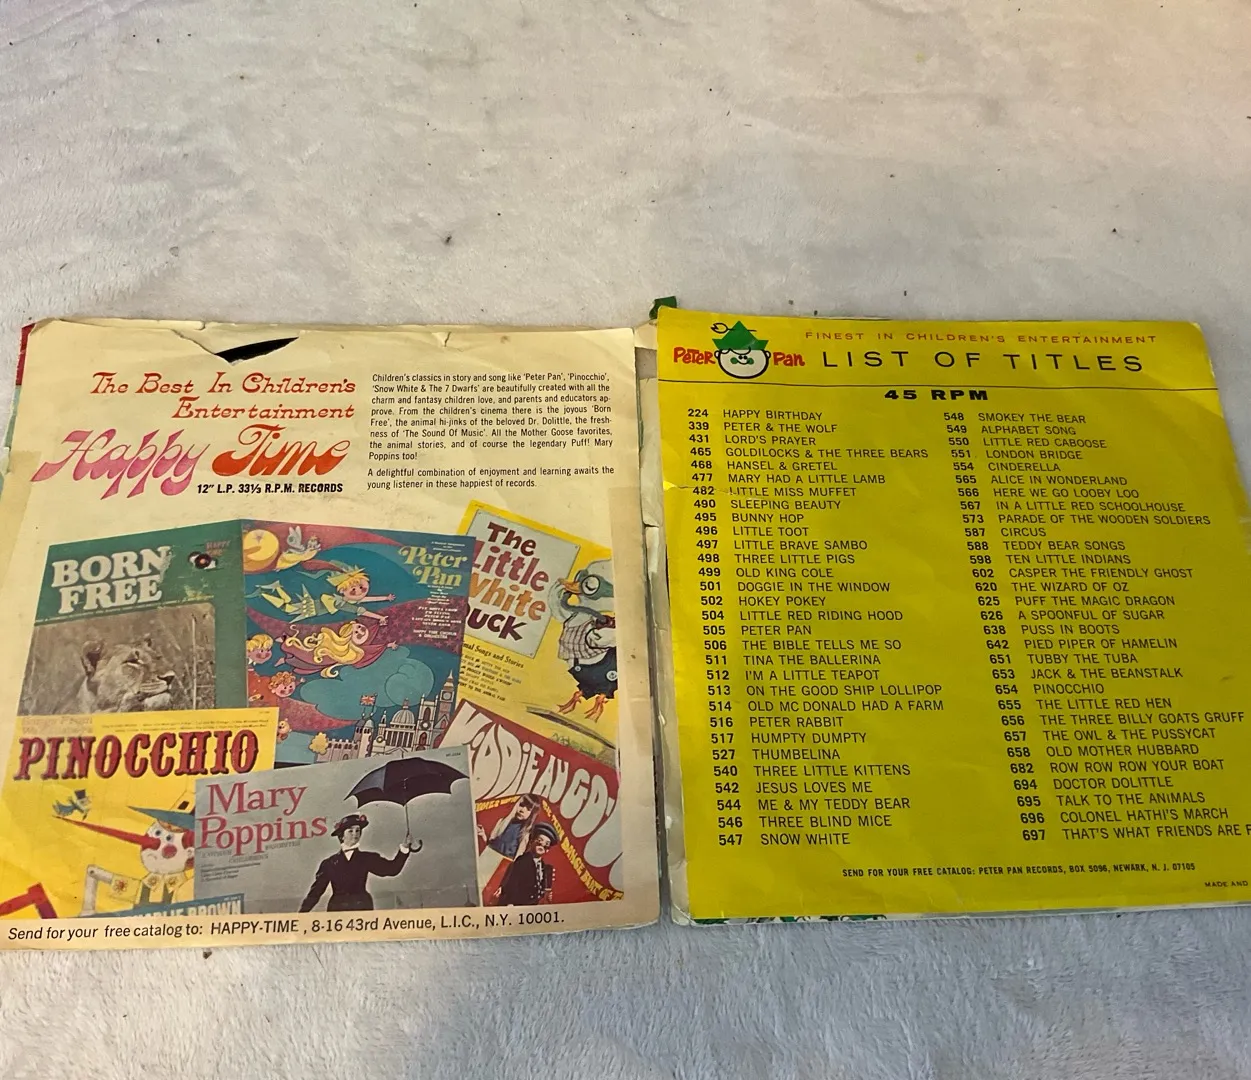 The Best In Children's
Entertainment
Happy Time
12" L.P. 33⅓ R.P.M. RECORDS
Children's classics in story and song like 'Peter Pan', 'Pinocchio',
'Snow White & The 7 Dwarfs' are beautifully created with all the
charm and fantasy children love, and parents and educators ap-
prove. From the children's cinema there is the joyous 'Born
Free', the animal hi-jinks of the beloved Dr. Dolittle, the fresh-
ness of 'The Sound Of Music'. All the Mother Goose favorites,
the animal stories, and of course the legendary Puff! Mary
Poppins too!
A delightful combination of enjoyment and learning awaits the
young listener in these happiest of records.
BORN
FREE
Peter
Pan
The
Little
White
DUCK
PINOCCHIO
Mary
Poppins
KIDDIE AU GO!
CHARLIE BROWN
Send for your free catalog to: HAPPY-TIME, 8-16 43rd Avenue, L.I.C., N.Y. 10001.
Peter Pan
FINEST IN CHILDREN'S ENTERTAINMENT
LIST OF TITLES
45 RPM
224 HAPPY BIRTHDAY
339 PETER & THE WOLF
431 LORD'S PRAYER
465 GOLDILOCKS & THE THREE BEARS
468 HANSEL & GRETEL
477 MARY HAD A LITTLE LAMB
482 LITTLE MISS MUFFET
490 SLEEPING BEAUTY
495 BUNNY HOP
496 LITTLE TOOT
497 LITTLE BRAVE SAMBO
498 THREE LITTLE PIGS
499 OLD KING COLE
501 DOGGIE IN THE WINDOW
502 HOKEY POKEY
504 LITTLE RED RIDING HOOD
505 PETER PAN
506 THE BIBLE TELLS ME SO
511 TINA THE BALLERINA
512 I'M A LITTLE TEAPOT
513 ON THE GOOD SHIP LOLLIPOP
514 OLD MC DONALD HAD A FARM
516 PETER RABBIT
517 HUMPTY DUMPTY
527 THUMBELINA
540 THREE LITTLE KITTENS
542 JESUS LOVES ME
544 ME & MY TEDDY BEAR
546 THREE BLIND MICE
547 SNOW WHITE
548 SMOKEY THE BEAR
549 ALPHABET SONG
550 LITTLE RED CABOOSE
551 LONDON BRIDGE
554 CINDERELLA
565 ALICE IN WONDERLAND
566 HERE WE GO LOOBY LOO
567 IN A LITTLE RED SCHOOLHOUSE
573 PARADE OF THE WOODEN SOLDIERS
587 CIRCUS
588 TEDDY BEAR SONGS
598 TEN LITTLE INDIANS
602 CASPER THE FRIENDLY GHOST
620 THE WIZARD OF OZ
625 PUFF THE MAGIC DRAGON
626 A SPOONFUL OF SUGAR
638 PUSS IN BOOTS
642 PIED PIPER OF HAMELIN
651 TUBBY THE TUBA
653 JACK & THE BEANSTALK
654 PINOCCHIO
655 THE LITTLE RED HEN
656 THE THREE BILLY GOATS GRUFF
657 THE OWL & THE PUSSYCAT
658 OLD MOTHER HUBBARD
682 ROW ROW ROW YOUR BOAT
694 DOCTOR DOLITTLE
695 TALK TO THE ANIMALS
696 COLONEL HATHI'S MARCH
697 THAT'S WHAT FRIENDS ARE F
SEND FOR YOUR FREE CATALOG: PETER PAN RECORDS, BOX 5096, NEWARK, N. J. 07105
MADE AND